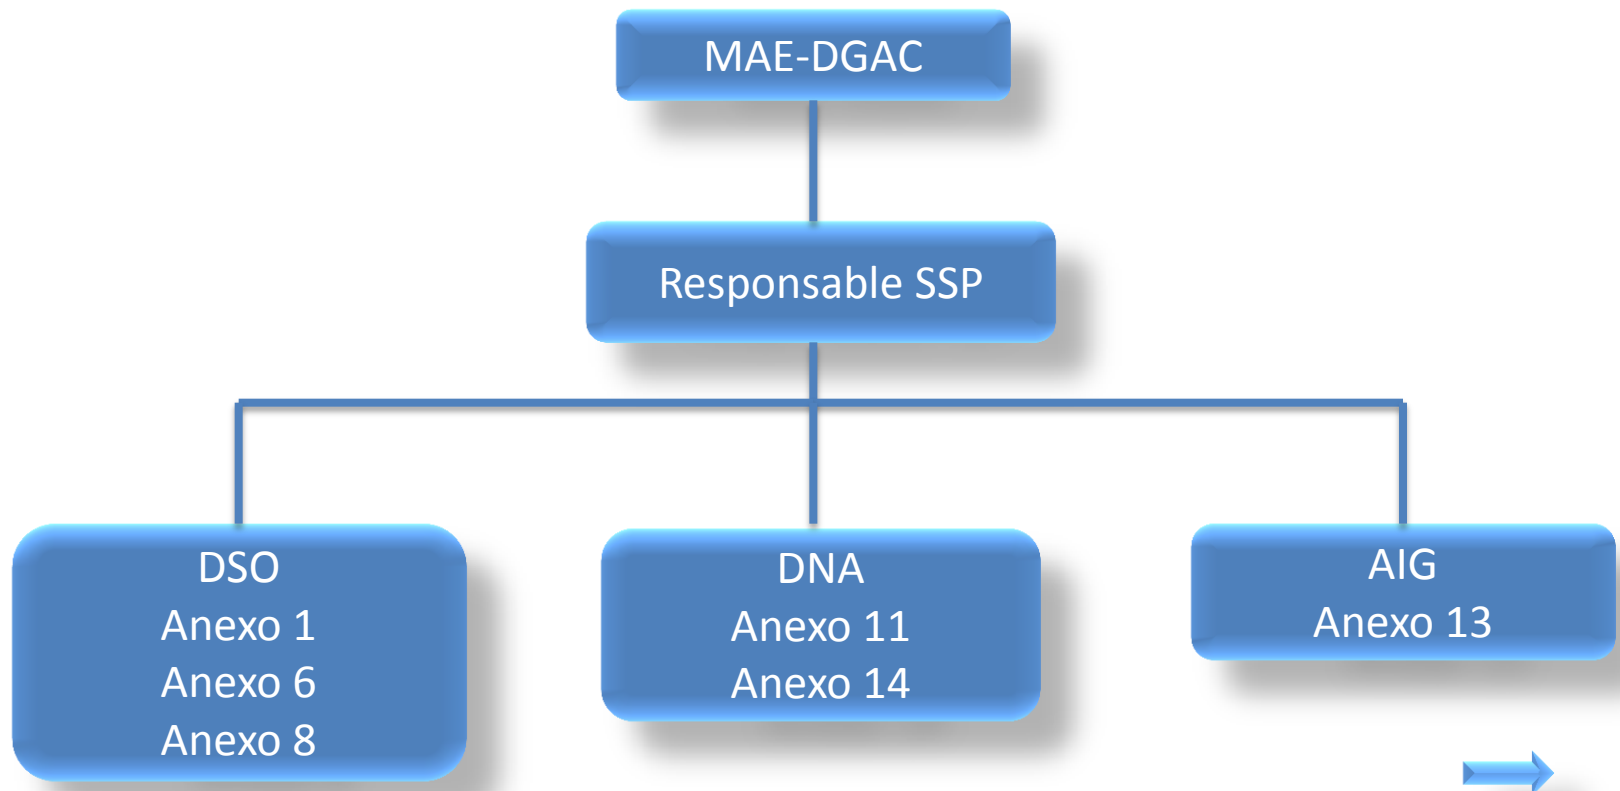 MAE-DGAC
Responsable SSP
DSO
Anexo 1
Anexo 6
Anexo 8
DNA
Anexo 11
Anexo 14
AIG
Anexo 13